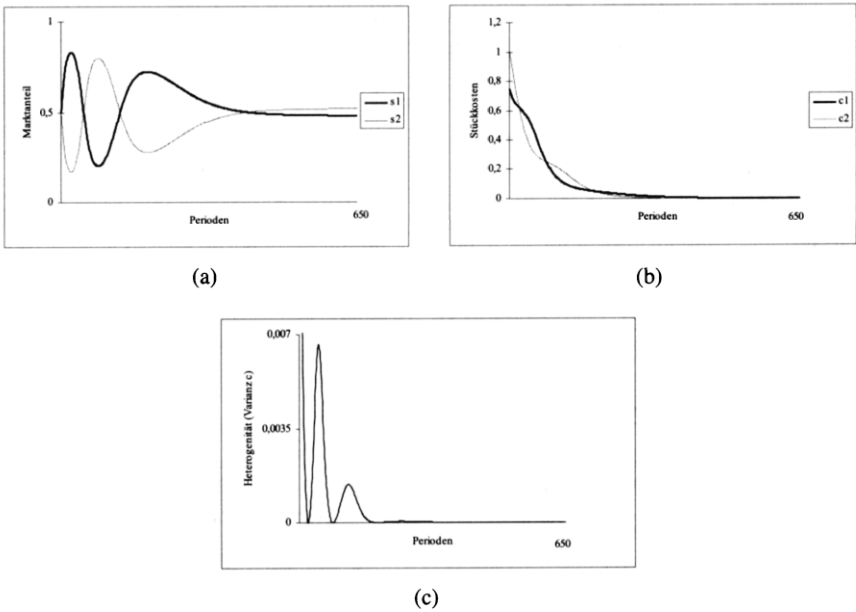 1
Marktanteil
0,5
0
Perioden
650
s1
s2
(a)
1,2
1
0,8
0,6
0,4
0,2
0
Stückkosten
Perioden
650
c1
c2
(b)
0,007
0,0035
0
Heterogenität (Varianz c)
Perioden
650
(c)